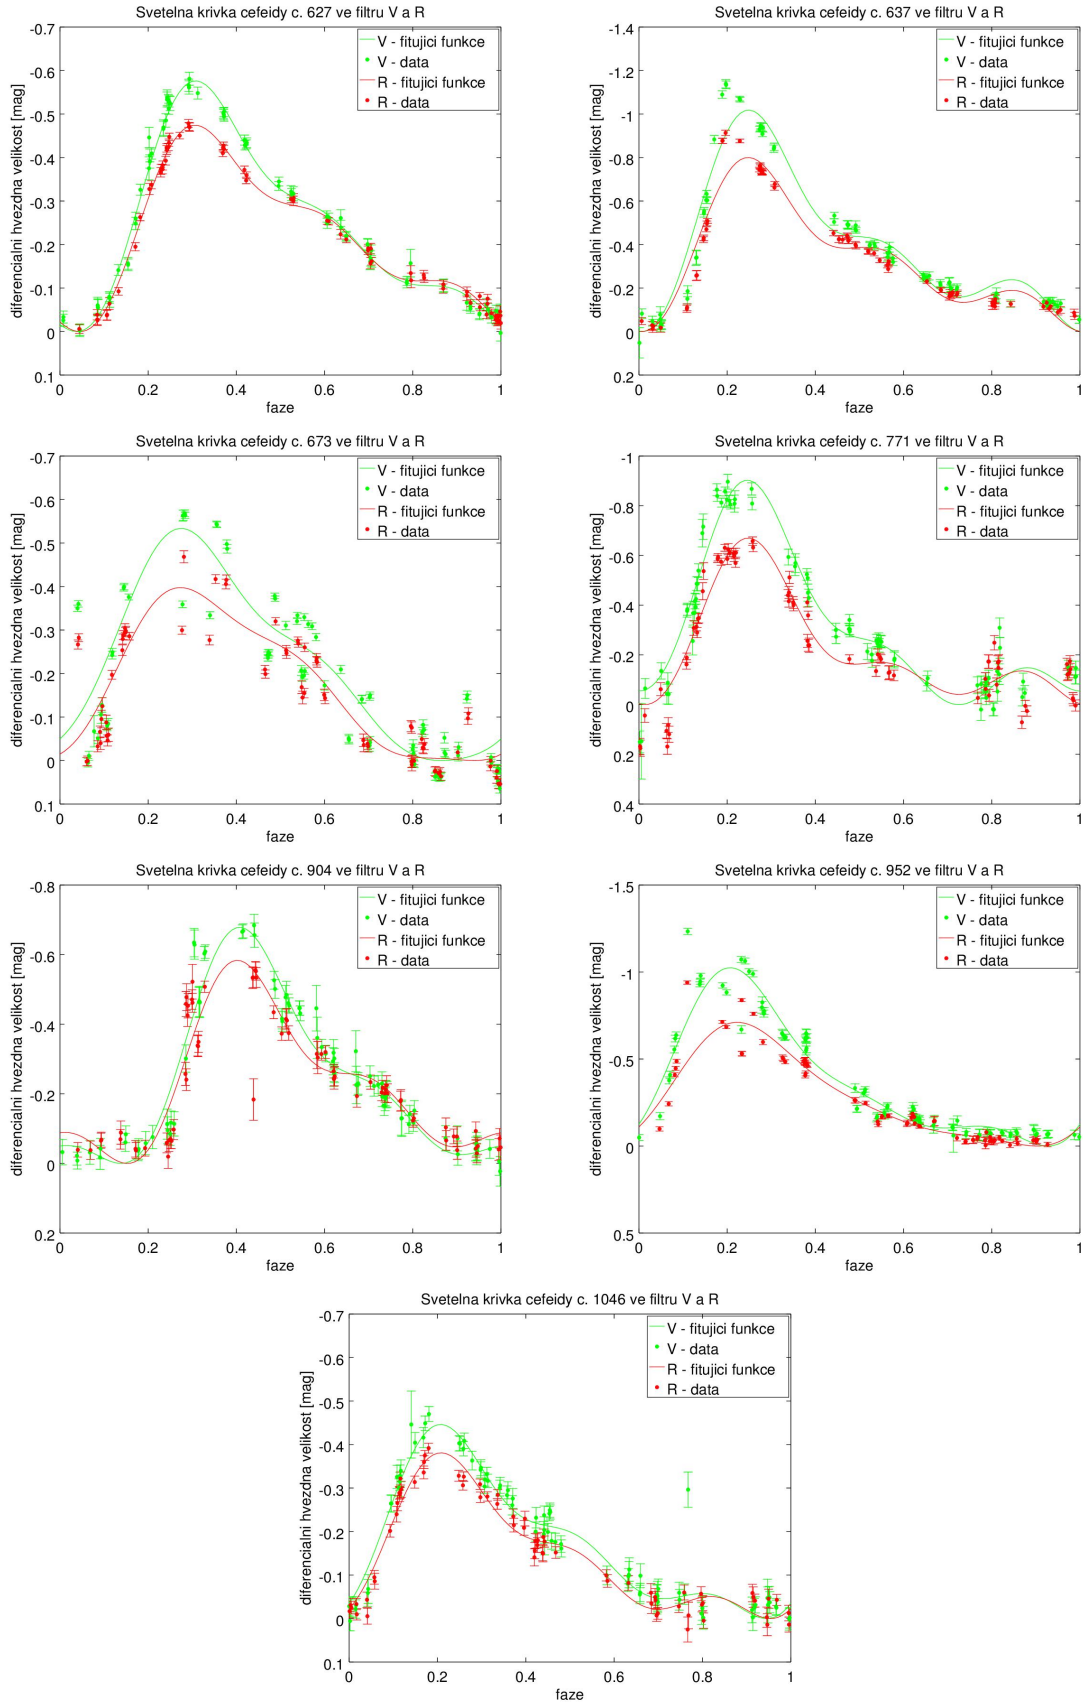 Svetelna krivka cefeidy c. 627 ve filtru V a R
-0.7
-0.6
-0.5
-0.4
-0.3
-0.2
-0.1
0
0.1
diferencialni hvezdna velikost [mag]
V - fitujici funkce
V - data
R - fitujici funkce
R - data
0 0.2 0.4 0.6 0.8 1
faze
Svetelna krivka cefeidy c. 637 ve filtru V a R
-1.4
-1.2
-1
-0.8
-0.6
-0.4
-0.2
0
0.2
diferencialni hvezdna velikost [mag]
V - fitujici funkce
V - data
R - fitujici funkce
R - data
0 0.2 0.4 0.6 0.8 1
faze
Svetelna krivka cefeidy c. 673 ve filtru V a R
-0.7
-0.6
-0.5
-0.4
-0.3
-0.2
-0.1
0
0.1
diferencialni hvezdna velikost [mag]
V - fitujici funkce
V - data
R - fitujici funkce
R - data
0 0.2 0.4 0.6 0.8 1
faze
Svetelna krivka cefeidy c. 771 ve filtru V a R
-1
-0.8
-0.6
-0.4
-0.2
0
0.2
0.4
diferencialni hvezdna velikost [mag]
V - fitujici funkce
V - data
R - fitujici funkce
R - data
0 0.2 0.4 0.6 0.8 1
faze
Svetelna krivka cefeidy c. 904 ve filtru V a R
-0.8
-0.6
-0.4
-0.2
0
0.2
diferencialni hvezdna velikost [mag]
V - fitujici funkce
V - data
R - fitujici funkce
R - data
0 0.2 0.4 0.6 0.8 1
faze
Svetelna krivka cefeidy c. 952 ve filtru V a R
-1.5
-1
-0.5
0
0.5
diferencialni hvezdna velikost [mag]
V - fitujici funkce
V - data
R - fitujici funkce
R - data
0 0.2 0.4 0.6 0.8 1
faze
Svetelna krivka cefeidy c. 1046 ve filtru V a R
-0.7
-0.6
-0.5
-0.4
-0.3
-0.2
-0.1
0
0.1
diferencialni hvezdna velikost [mag]
V - fitujici funkce
V - data
R - fitujici funkce
R - data
0 0.2 0.4 0.6 0.8 1
faze